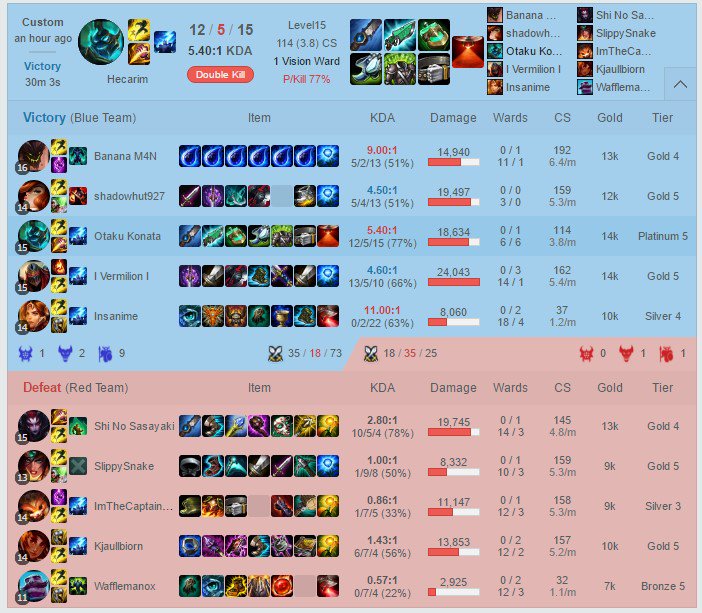 Custom
an hour ago
Victory
30m 3s
Hecarim
12 / 5 / 15
5.40:1 KDA
Double Kill
Level15
114 (3.8) CS
1 Vision Ward
P/Kill 77%
Banana ...
shadowh...
Otaku Ko...
I Vermilion I
Insanime
Shi No Sa...
SlippySnake
ImTheCa...
Kjaullbiorn
Wafflema...
Victory (Blue Team) Item KDA Damage Wards CS Gold Tier
16 Banana M4N 9.00:1 14,940 0 / 1 192 13k Gold 4
5/2/13 (51%) 11 / 1 6.4/m
14 shadowhut927 4.50:1 19,497 0 / 0 159 12k Gold 5
5/4/13 (51%) 3 / 0 5.3/m
15 Otaku Konata 5.40:1 18,634 0 / 1 114 14k Platinum 5
12/5/15 (77%) 6 / 6 3.8/m
15 I Vermilion I 4.60:1 24,043 0 / 3 162 14k Gold 5
13/5/10 (66%) 14 / 1 5.4/m
14 Insanime 11.00:1 8,060 0 / 2 37 10k Silver 4
0/2/22 (63%) 18 / 4 1.2/m
1 2 9 35 / 18 / 73 18 / 35 / 25 0 1 1
Defeat (Red Team) Item KDA Damage Wards CS Gold Tier
15 Shi No Sasayaki 2.80:1 19,745 0 / 1 145 13k Gold 4
10/5/4 (78%) 14 / 3 4.8/m
13 SlippySnake 1.00:1 8,332 0 / 1 159 9k Gold 5
1/9/8 (50%) 10 / 3 5.3/m
14 ImTheCaptain... 0.86:1 11,147 0 / 1 158 9k Silver 3
1/7/5 (33%) 12 / 3 5.3/m
14 Kjaullbiorn 1.43:1 13,853 0 / 2 157 10k Gold 5
6/7/4 (56%) 12 / 2 5.2/m
11 Wafflemanox 0.57:1 2,925 0 / 2 32 7k Bronze 5
0/7/4 (22%) 12 / 3 1.1/m